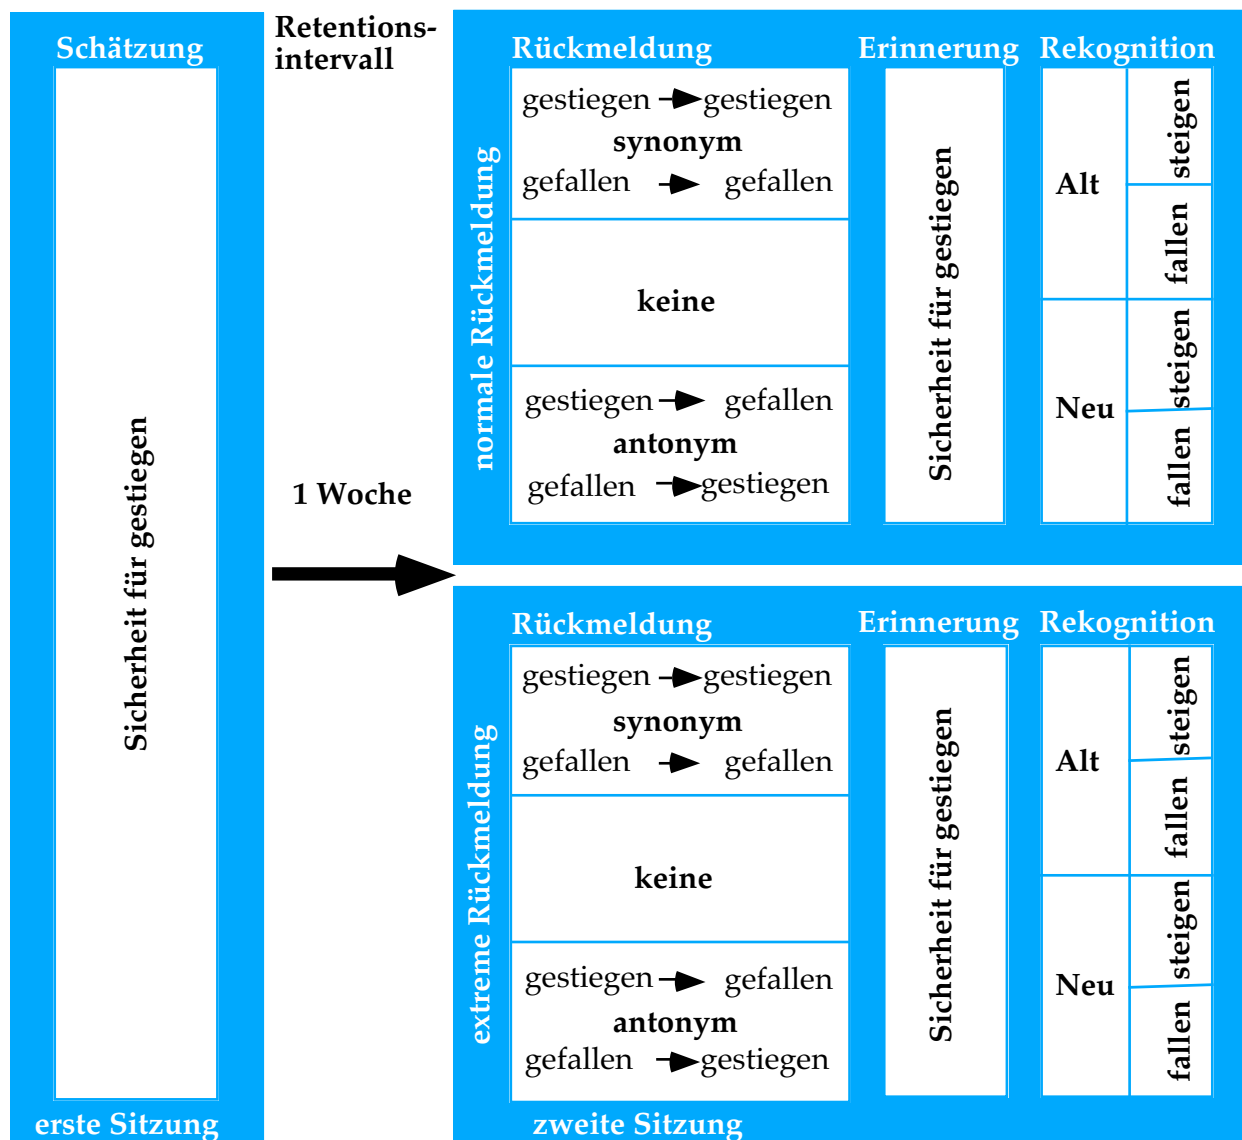 Schätzung
Sicherheit für gestiegen
erste Sitzung
Retentions-
intervall
1 Woche
normale Rückmeldung
Rückmeldung
gestiegen gestiegen
synonym
gefallen gefallen
keine
gestiegen gefallen
antonym
gefallen gestiegen
Erinnerung
Sicherheit für gestiegen
Rekognition
Alt
steigen
fallen
Neu
steigen
fallen
extreme Rückmeldung
Rückmeldung
gestiegen gestiegen
synonym
gefallen gefallen
keine
gestiegen gefallen
antonym
gefallen gestiegen
Erinnerung
Sicherheit für gestiegen
Rekognition
Alt
steigen
fallen
Neu
steigen
fallen
zweite Sitzung